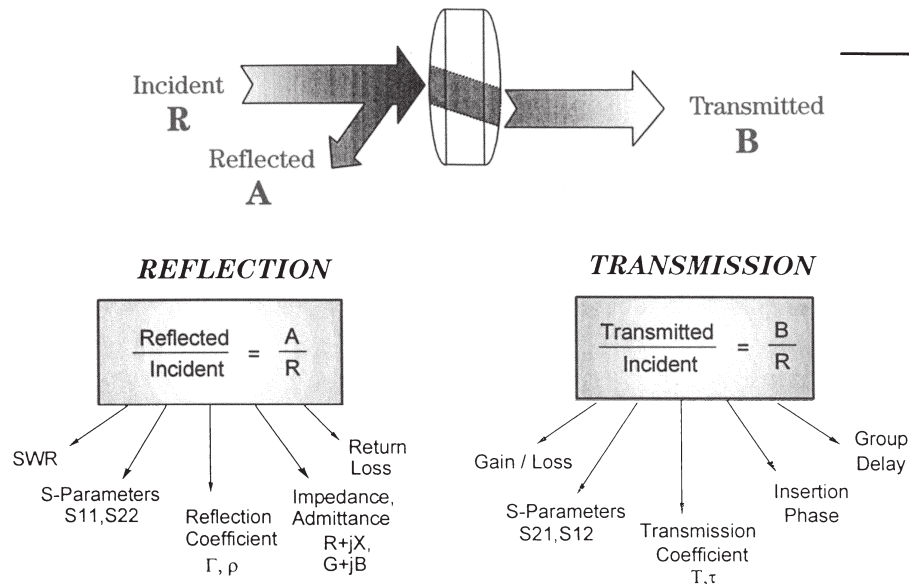 Incident
R
Reflected
A
Transmitted
B
REFLECTION
Reflected
Incident
=
A
R
SWR
S-Parameters
S11,S22
Reflection
Coefficient
Γ, ρ
Impedance,
Admittance
R+jX,
G+jB
Return
Loss
TRANSMISSION
Transmitted
Incident
=
B
R
Gain / Loss
S-Parameters
S21,S12
Transmission
Coefficient
T,τ
Insertion
Phase
Group
Delay